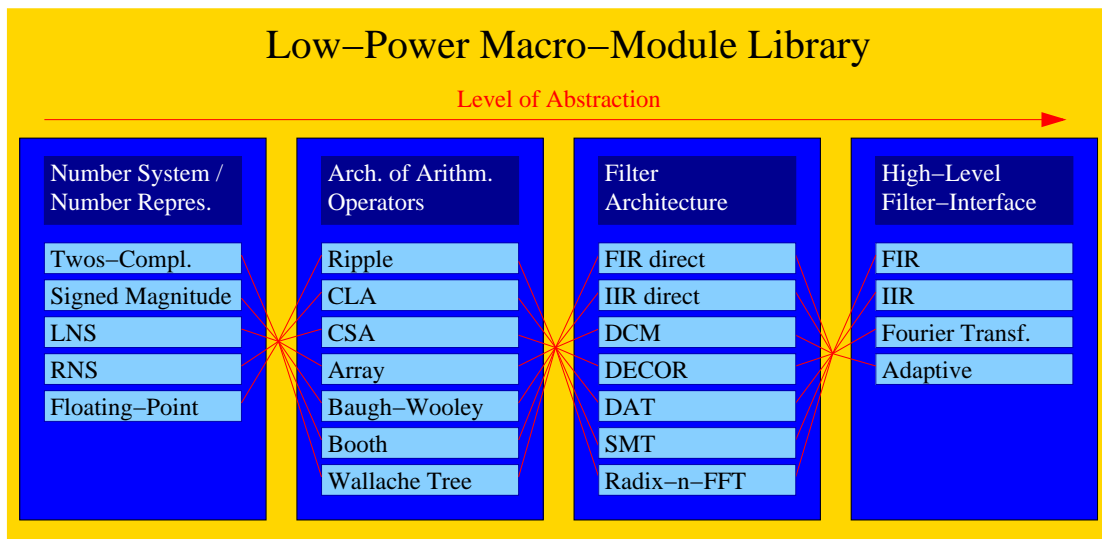 Low−Power Macro−Module Library
Level of Abstraction
Number System /
Number Repres.
Twos−Compl.
Signed Magnitude
LNS
RNS
Floating−Point
Arch. of Arithm.
Operators
Ripple
CLA
CSA
Array
Baugh−Wooley
Booth
Wallache Tree
Filter
Architecture
FIR direct
IIR direct
DCM
DECOR
DAT
SMT
Radix−n−FFT
High−Level
Filter−Interface
FIR
IIR
Fourier Transf.
Adaptive